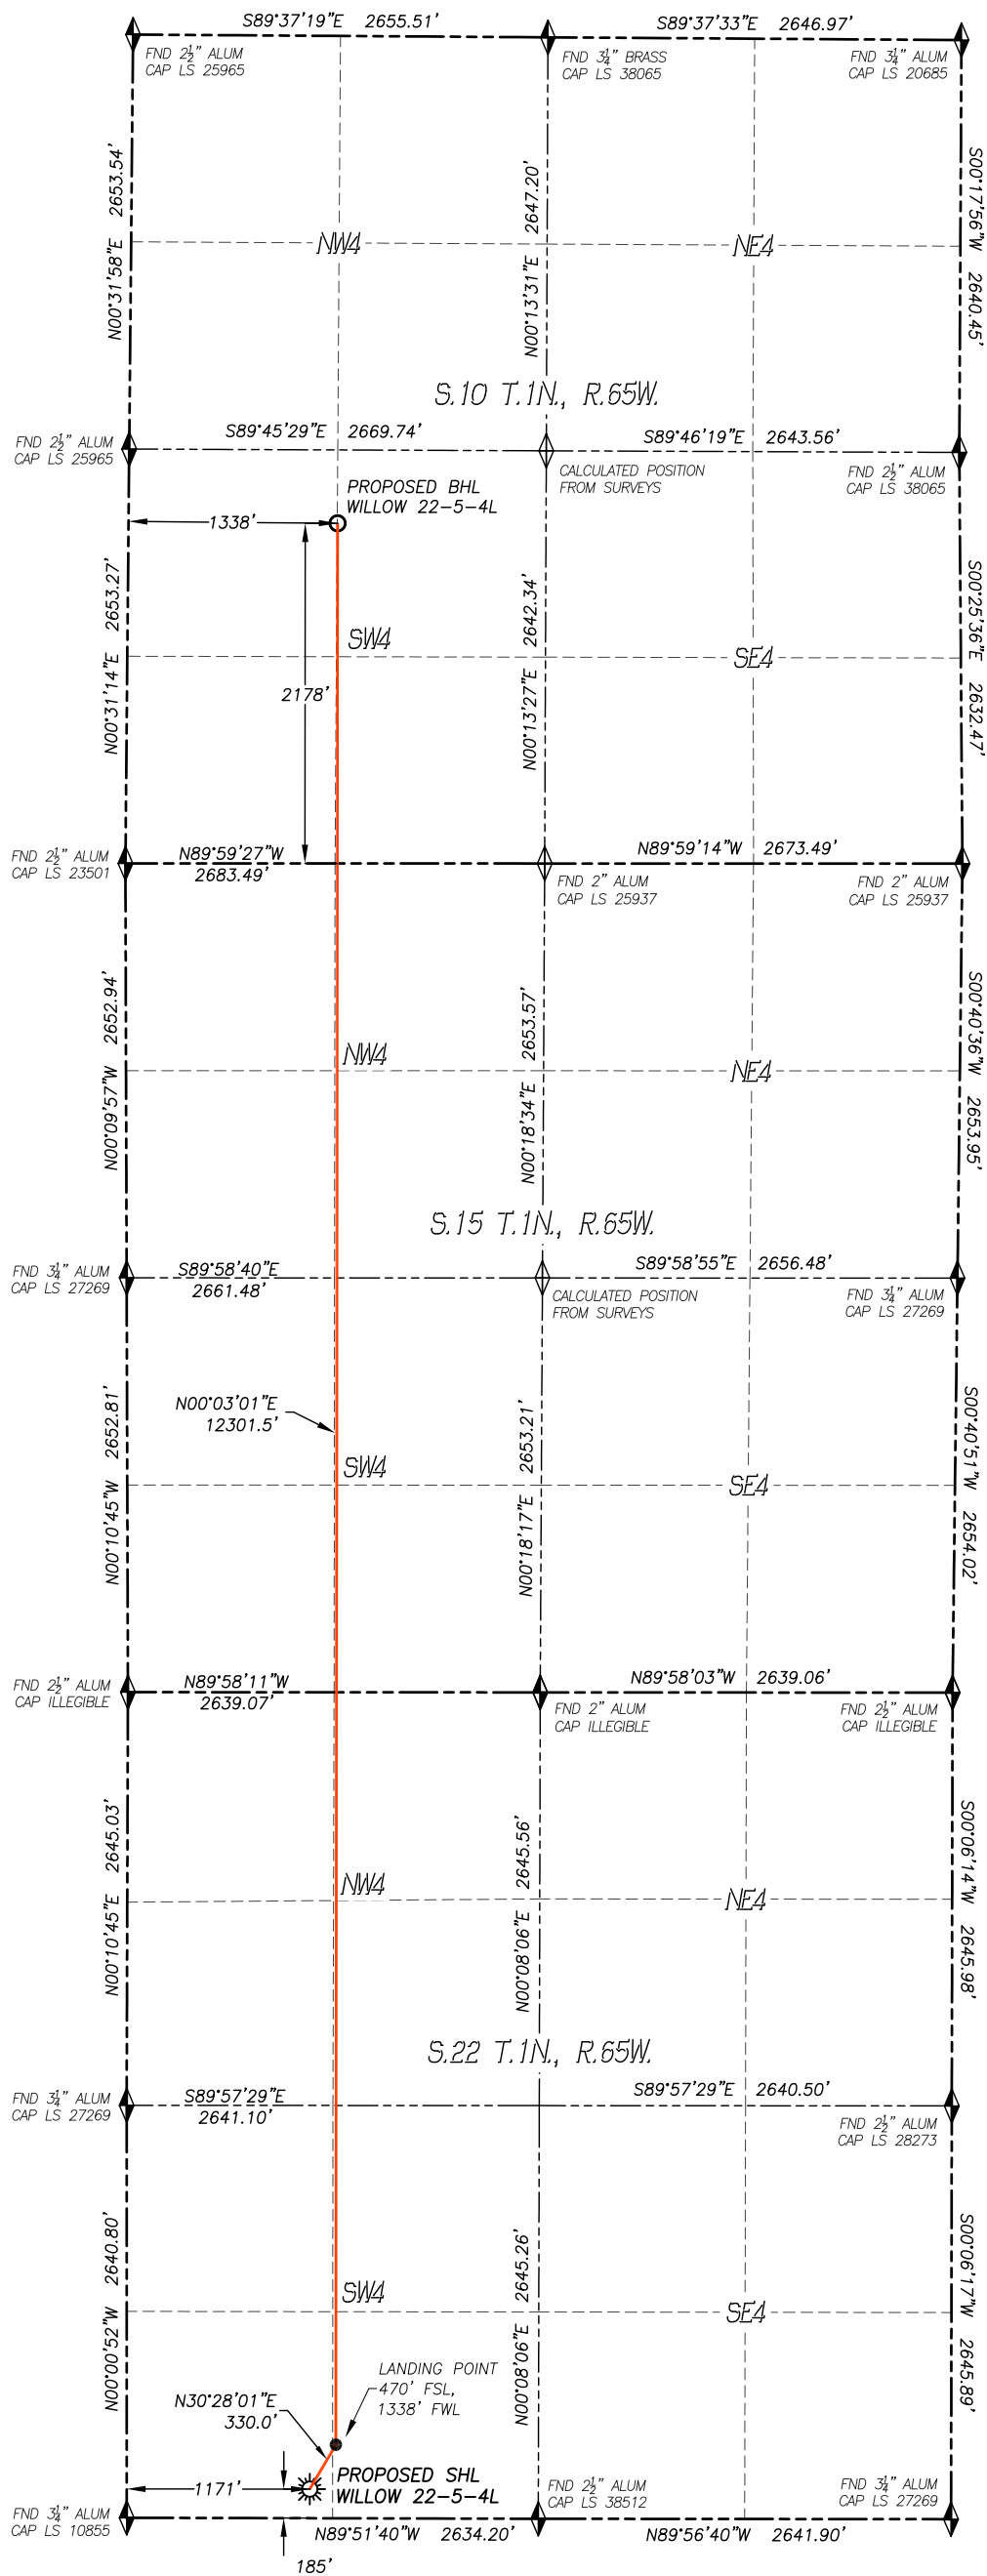 S89°37'19"E 2655.51'
S89°37'33"E 2646.97'
FND 2½" ALUM
CAP LS 25965
FND 3¼" BRASS
CAP LS 38065
FND 3¼" ALUM
CAP LS 20685
N00°31'58"E 2653.54'
N00°13'31"E 2647.20'
S00°17'56"W 2640.45'
NW4
NE4
S.10 T.1N., R.65W.
S89°45'29"E 2669.74'
S89°46'19"E 2643.56'
FND 2½" ALUM
CAP LS 25965
CALCULATED POSITION
FROM SURVEYS
FND 2½" ALUM
CAP LS 38065
PROPOSED BHL
WILLOW 22-5-4L
1338'
N00°31'14"E 2653.27'
N00°13'27"E 2642.34'
S00°25'36"E 2632.47'
SW4
SE4
2178'
FND 2½" ALUM
CAP LS 23501
N89°59'27"W
2683.49'
N89°59'14"W 2673.49'
FND 2" ALUM
CAP LS 25937
FND 2" ALUM
CAP LS 25937
N00°09'57"W 2652.94'
N00°18'34"E 2653.57'
S00°40'36"W 2653.95'
NW4
NE4
S.15 T.1N., R.65W.
FND 3¼" ALUM
CAP LS 27269
S89°58'40"E
2661.48'
S89°58'55"E 2656.48'
CALCULATED POSITION
FROM SURVEYS
FND 3¼" ALUM
CAP LS 27269
N00°03'01"E
12301.5'
N00°10'45"W 2652.81'
N00°18'17"E 2653.21'
S00°40'51"W 2654.02'
SW4
SE4
FND 2½" ALUM
CAP ILLEGIBLE
N89°58'11"W
2639.07'
N89°58'03"W 2639.06'
FND 2" ALUM
CAP ILLEGIBLE
FND 2½" ALUM
CAP ILLEGIBLE
N00°10'45"E 2645.03'
N00°08'06"E 2645.56'
S00°06'14"W 2645.98'
NW4
NE4
S.22 T.1N., R.65W.
FND 3¼" ALUM
CAP LS 27269
S89°57'29"E
2641.10'
S89°57'29"E 2640.50'
FND 2½" ALUM
CAP LS 28273
N00°00'52"W 2640.80'
N00°08'06"E 2645.26'
S00°06'17"W 2645.89'
SW4
SE4
LANDING POINT
470' FSL,
1338' FWL
N30°28'01"E
330.0'
PROPOSED SHL
WILLOW 22-5-4L
1171'
FND 3¼" ALUM
CAP LS 10855
FND 2½" ALUM
CAP LS 38512
FND 3¼" ALUM
CAP LS 27269
N89°51'40"W 2634.20'
N89°56'40"W 2641.90'
185'